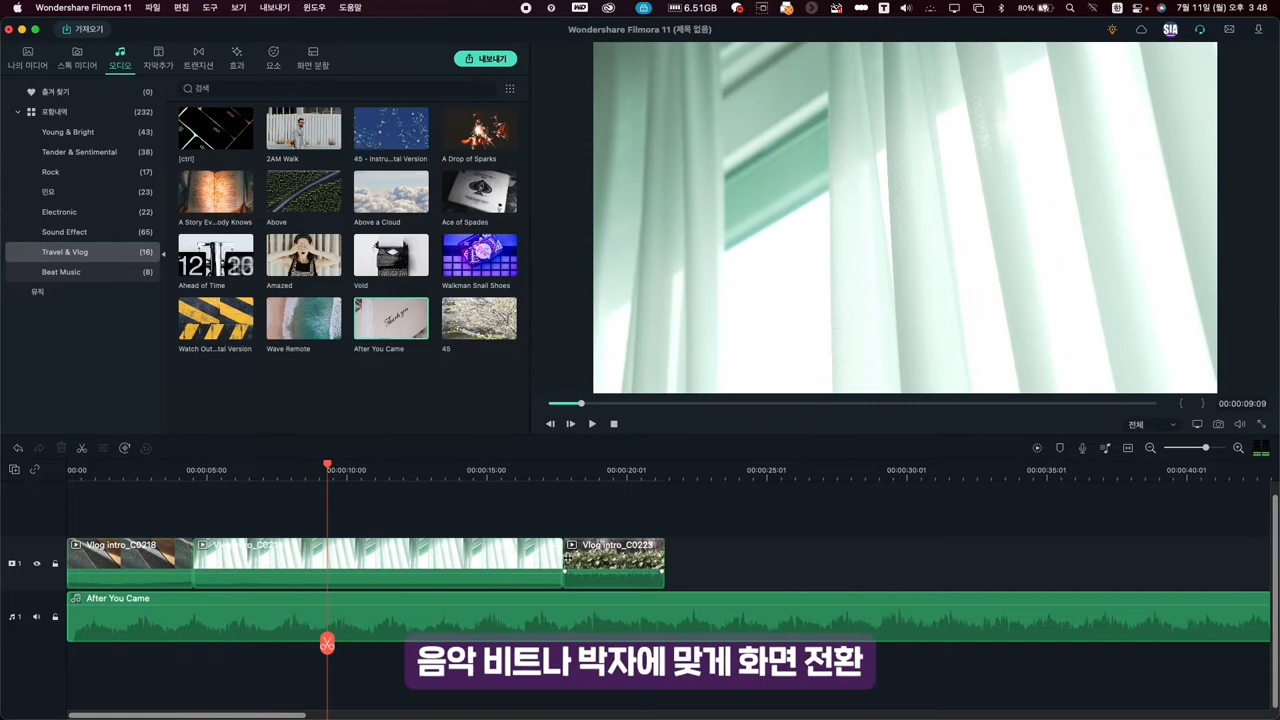 Wondershare Filmora 11 파일 편집 도구 보기 내보내기 윈도우 도움말
6.51GB 80% 7월 11일 (월) 오후 3 48
가져오기
Wondershare Filmora 11 (제목 없음)
SIA
나의 미디어 스톡 미디어 오디오 자막추가 트랜지션 효과 요소 화면 분할
내보내기
즐겨 찾기 (0)
포함내역 (232)
Young & Bright (43)
Tender & Sentimental (38)
Rock (17)
민요 (23)
Electronic (22)
Sound Effect (65)
Travel & Vlog (16)
Beat Music (8)
뮤직
검색
[ctrl] 2AM Walk 45 - Instru...tal Version A Drop of Sparks
A Story Ev...ody Knows Above Above a Cloud Ace of Spades
Ahead of Time Amazed Void Walkman Snail Shoes
Watch Out...tal Version Wave Remote After You Came 45
00:00:09:09
전체
00:00 00:00:05:00 00:00:10:00 00:00:15:00 00:00:20:01 00:00:25:01 00:00:30:01 00:00:35:01 00:00:40:01
Vlog intro_C0218
Vlog intro_C0223
1
After You Came
1
음악 비트나 박자에 맞게 화면 전환